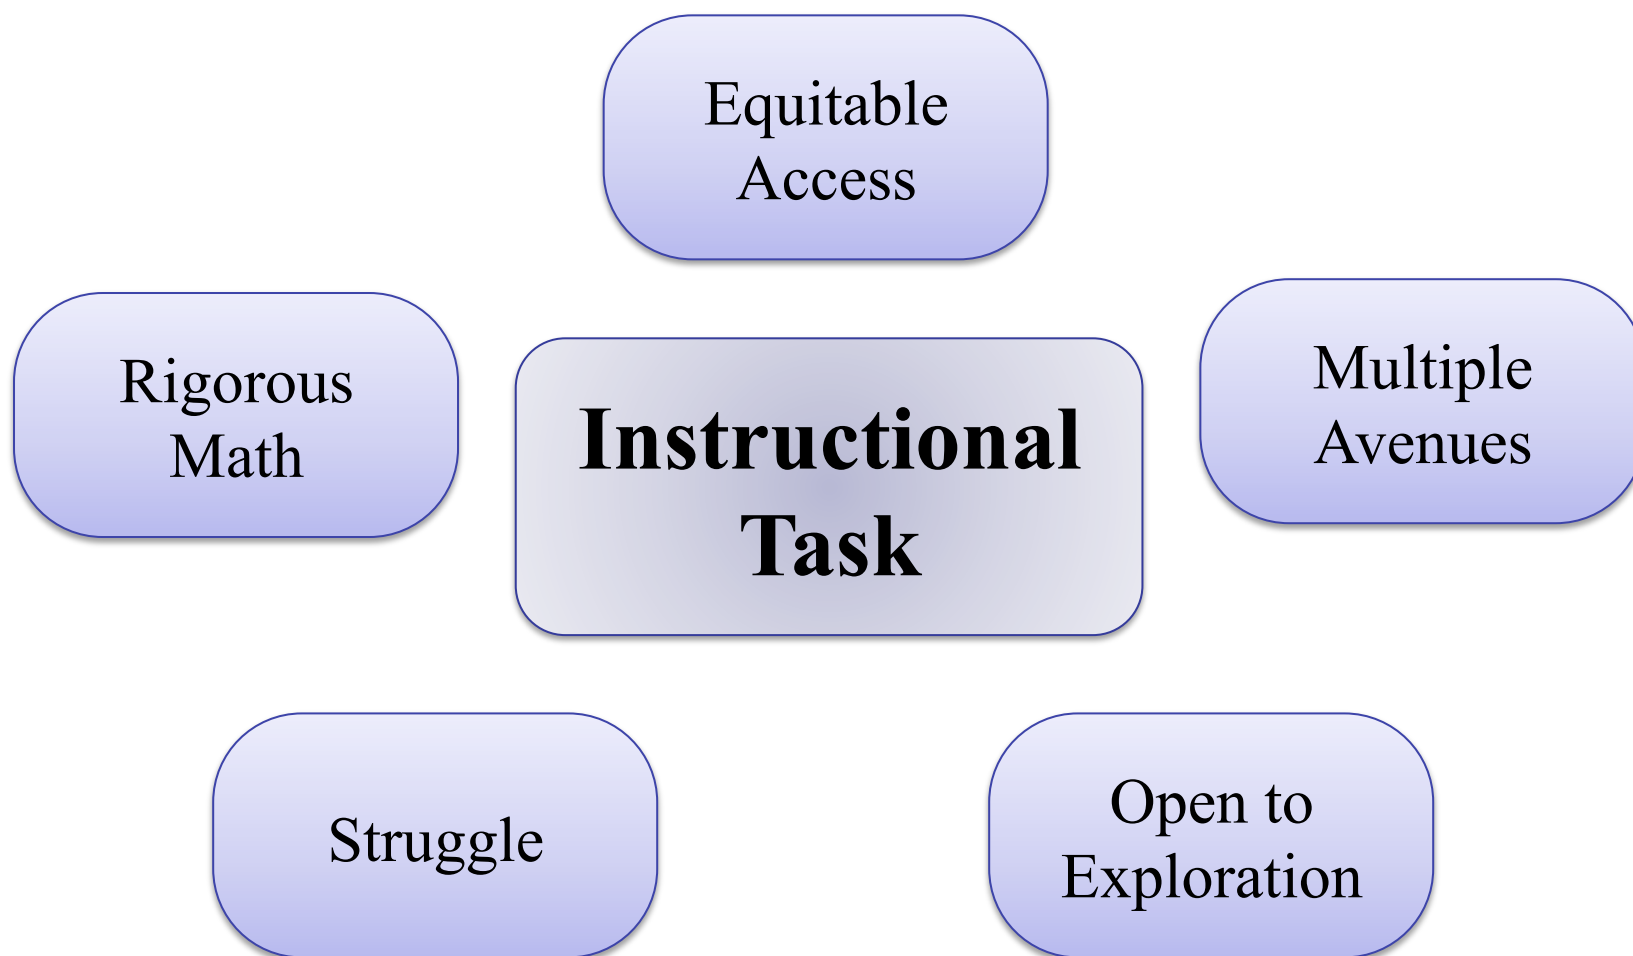 Equitable
Access
Rigorous
Math
Multiple
Avenues
Instructional
Task
Struggle
Open to
Exploration